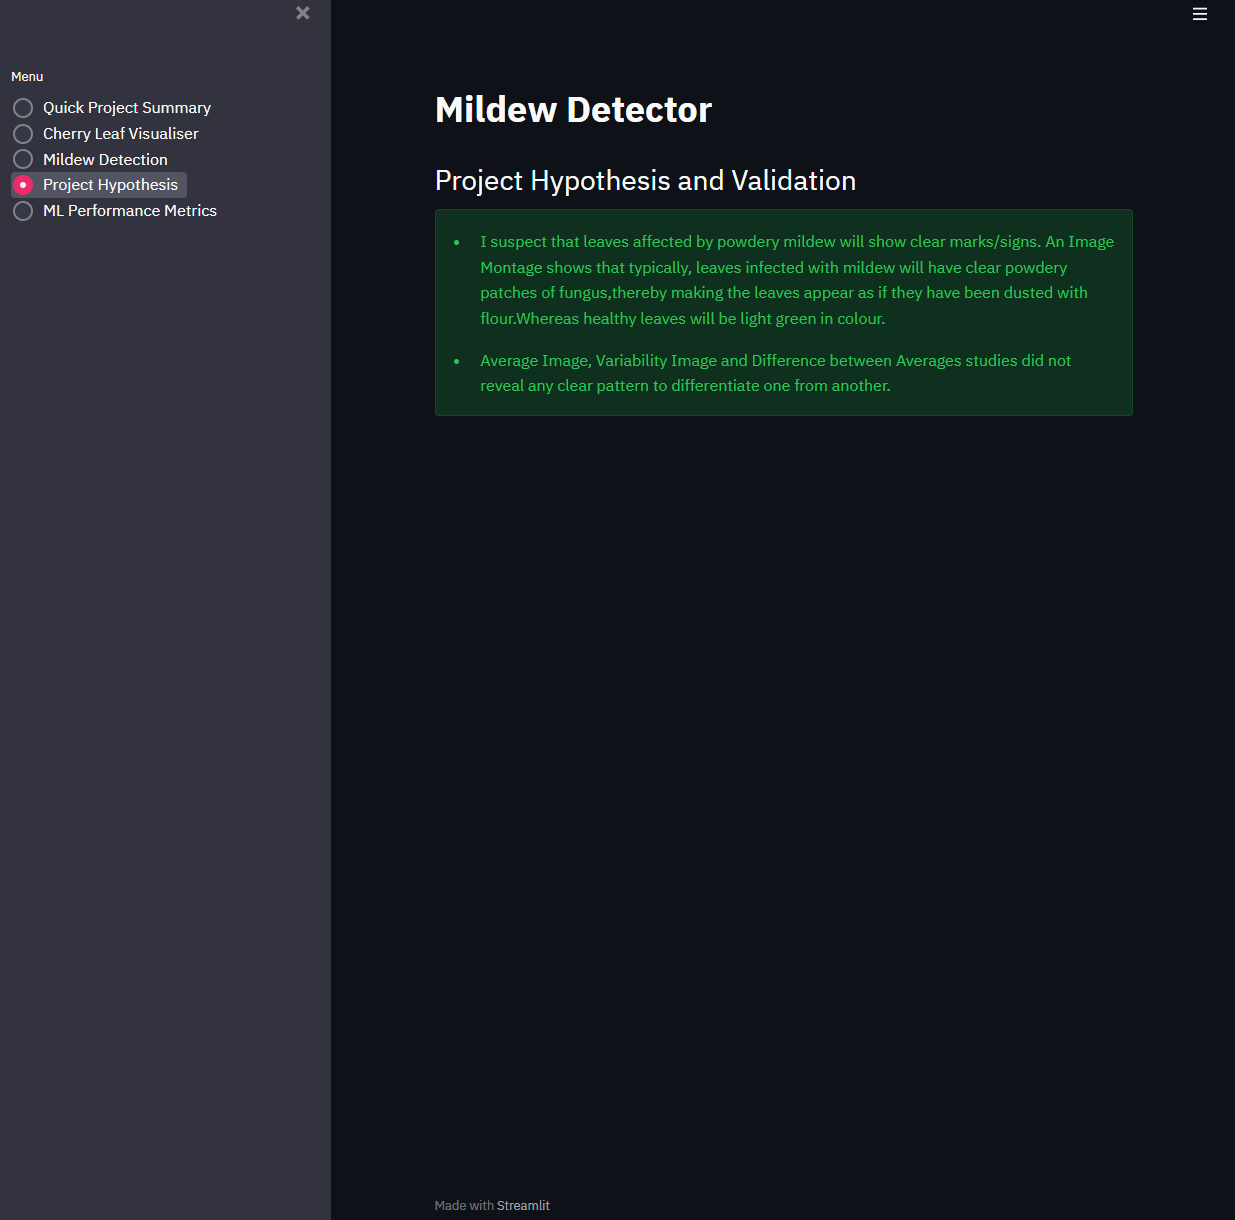 Menu
Quick Project Summary
Cherry Leaf Visualiser
Mildew Detection
Project Hypothesis
ML Performance Metrics
Mildew Detector
Project Hypothesis and Validation
• I suspect that leaves affected by powdery mildew will show clear marks/signs. An Image
Montage shows that typically, leaves infected with mildew will have clear powdery
patches of fungus,thereby making the leaves appear as if they have been dusted with
flour.Whereas healthy leaves will be light green in colour.
• Average Image, Variability Image and Difference between Averages studies did not
reveal any clear pattern to differentiate one from another.
Made with Streamlit